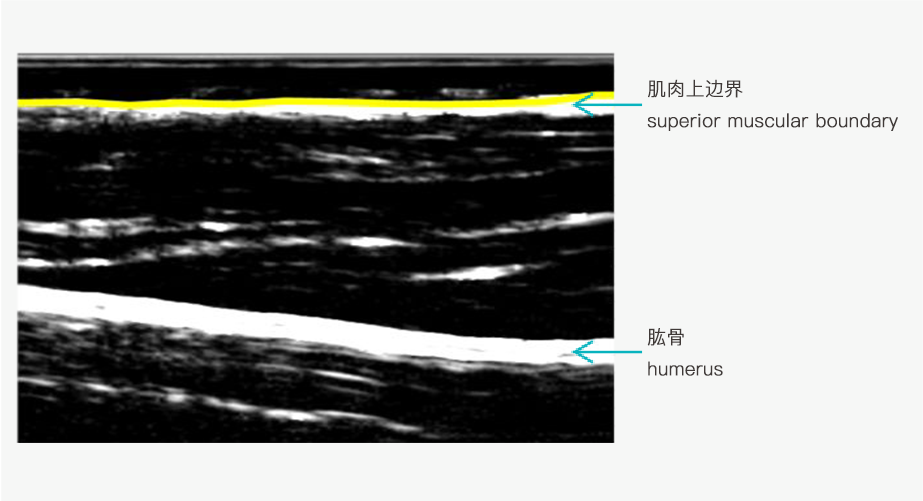 肌肉上边界
superior muscular boundary
肱骨
humerus